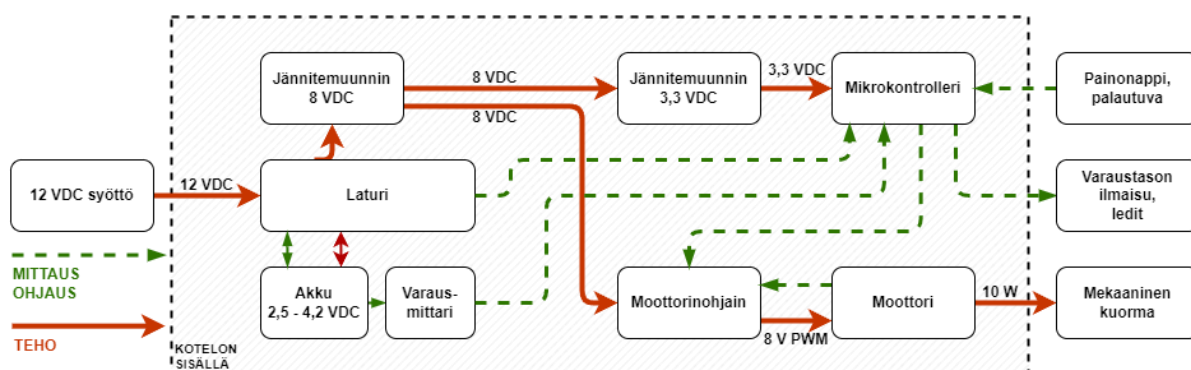 Jännitemuunnin
8 VDC
8 VDC
8 VDC
Jännitemuunnin
3,3 VDC
3,3 VDC
Mikrokontrolleri
Painonappi,
palautuva
12 VDC syöttö
12 VDC
Laturi
Varaustason
ilmaisu,
ledit
MITTAUS
OHJAUS
TEHO
Akku
2,5 - 4,2 VDC
Varaus-
mittari
Moottorinohjain
8 V PWM
Moottori
10 W
Mekaaninen
kuorma
KOTELON
SISÄLLÄ